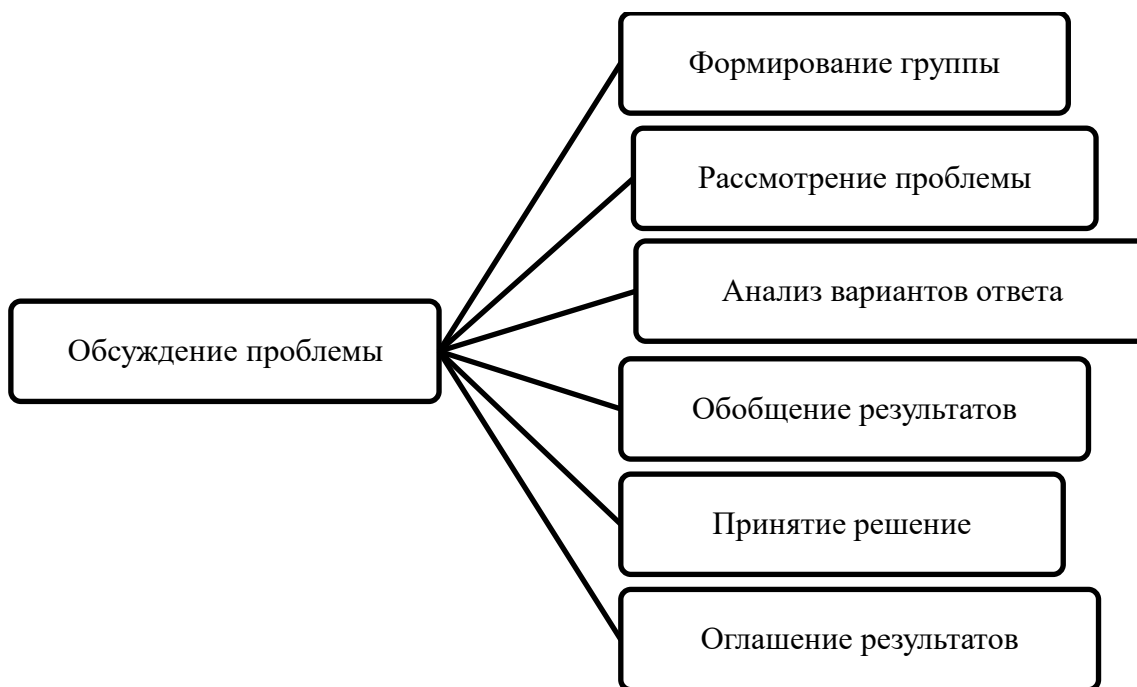 Формирование группы
Рассмотрение проблемы
Анализ вариантов ответа
Обсуждение проблемы
Обобщение результатов
Принятие решение
Оглашение результатов